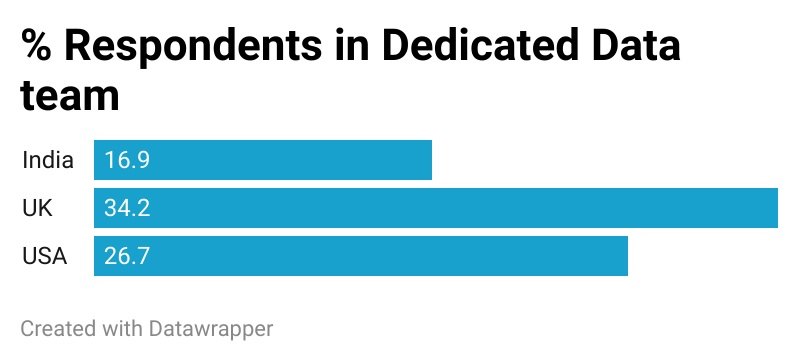 % Respondents in Dedicated Data
team
India 16.9
UK 34.2
USA 26.7
Created with Datawrapper